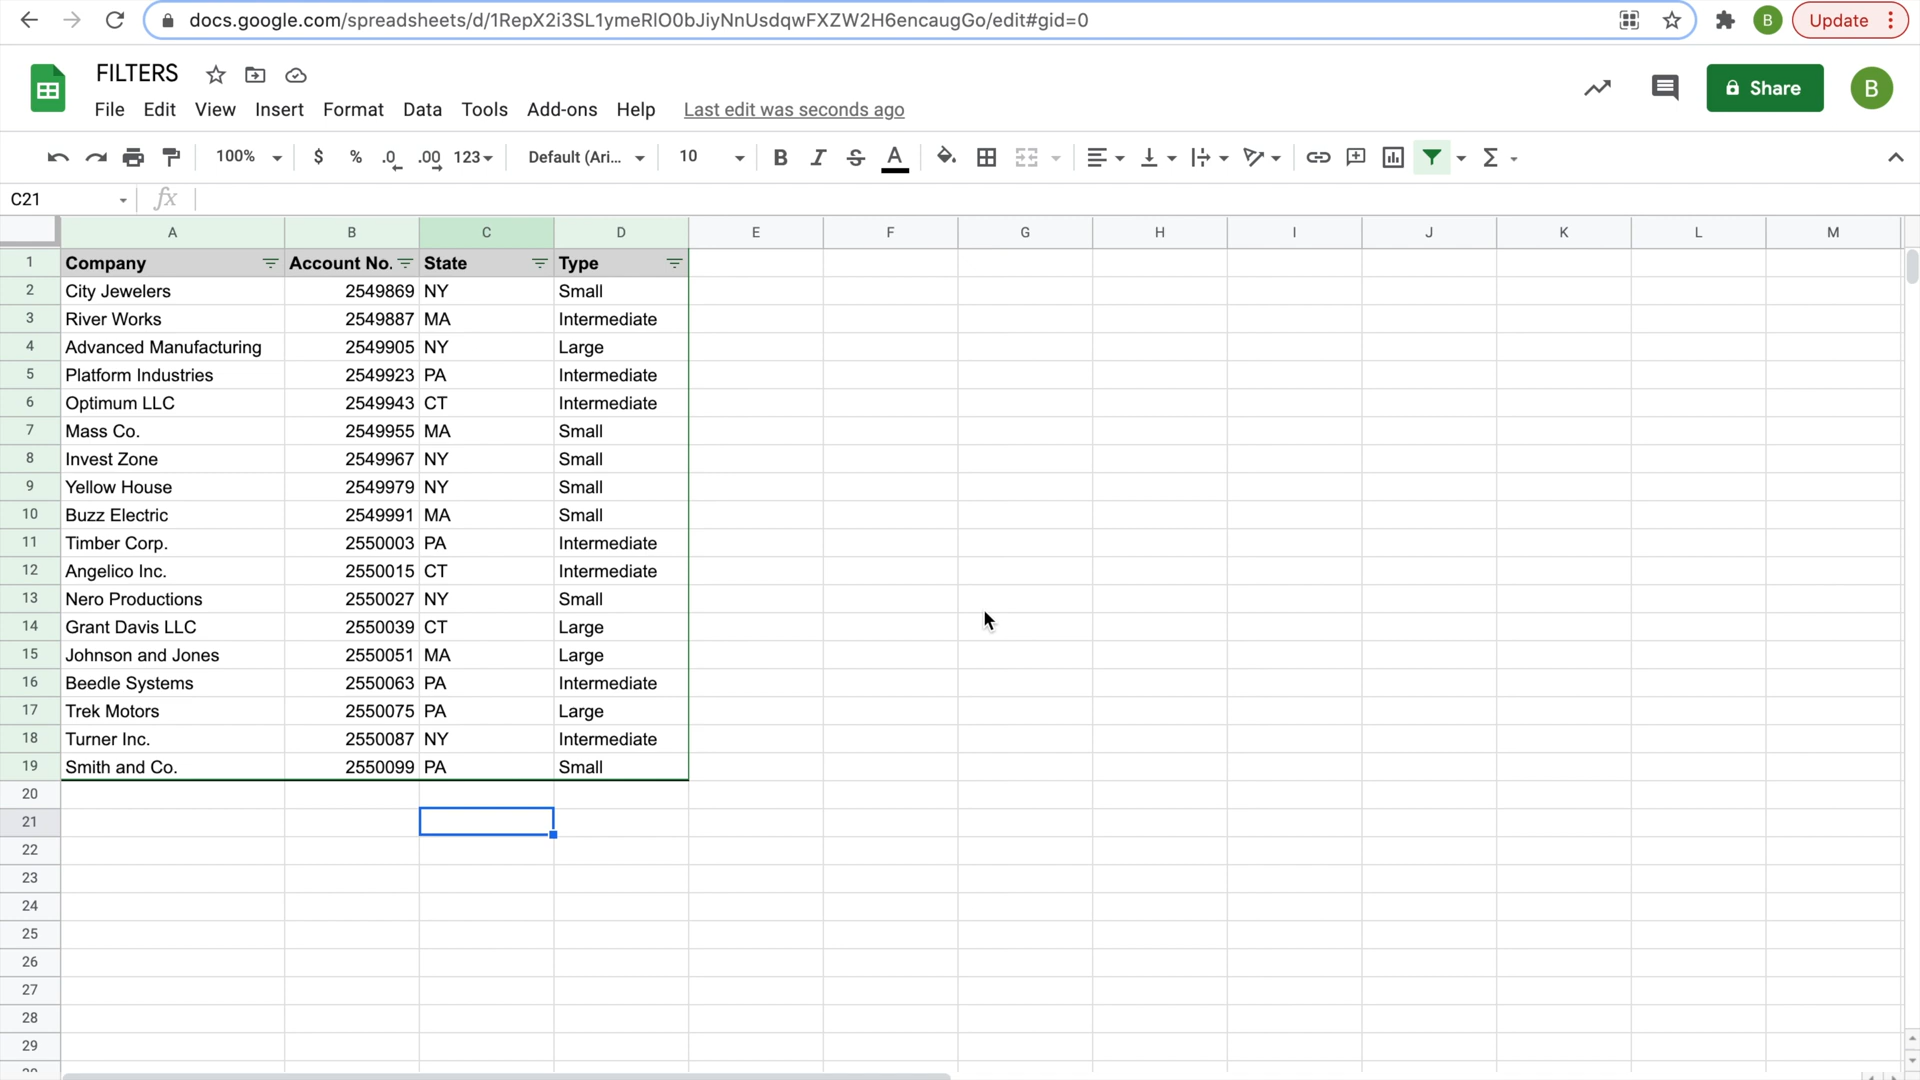 docs.google.com/spreadsheets/d/1RepX2i3SL1ymeRlO0bJiyNnUsdqwFXZW2H6encaugGo/edit#gid=0
B
Update
FILTERS
File Edit View Insert Format Data Tools Add-ons Help Last edit was seconds ago
Share
B
100% $ % .0 .00 123 Default (Ari... 10 B I S A Σ
C21 fx
A B C D E F G H I J K L M
1 Company Account No. State Type
2 City Jewelers 2549869 NY Small
3 River Works 2549887 MA Intermediate
4 Advanced Manufacturing 2549905 NY Large
5 Platform Industries 2549923 PA Intermediate
6 Optimum LLC 2549943 CT Intermediate
7 Mass Co. 2549955 MA Small
8 Invest Zone 2549967 NY Small
9 Yellow House 2549979 NY Small
10 Buzz Electric 2549991 MA Small
11 Timber Corp. 2550003 PA Intermediate
12 Angelico Inc. 2550015 CT Intermediate
13 Nero Productions 2550027 NY Small
14 Grant Davis LLC 2550039 CT Large
15 Johnson and Jones 2550051 MA Large
16 Beedle Systems 2550063 PA Intermediate
17 Trek Motors 2550075 PA Large
18 Turner Inc. 2550087 NY Intermediate
19 Smith and Co. 2550099 PA Small
20
21
22
23
24
25
26
27
28
29